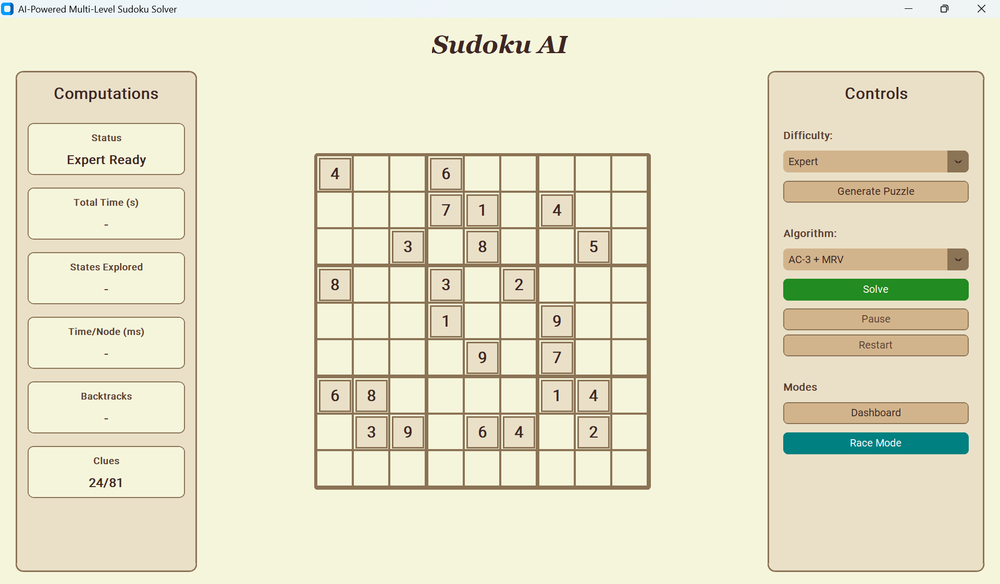 AI-Powered Multi-Level Sudoku Solver
Sudoku AI
Computations
Status
Expert Ready
Total Time (s)
-
States Explored
-
Time/Node (ms)
-
Backtracks
-
Clues
24/81
4 6
7 1 4
3 8 5
8 3 2
1 9
9 7
6 8 1 4
3 9 6 4 2
Controls
Difficulty:
Expert
Generate Puzzle
Algorithm:
AC-3 + MRV
Solve
Pause
Restart
Modes
Dashboard
Race Mode